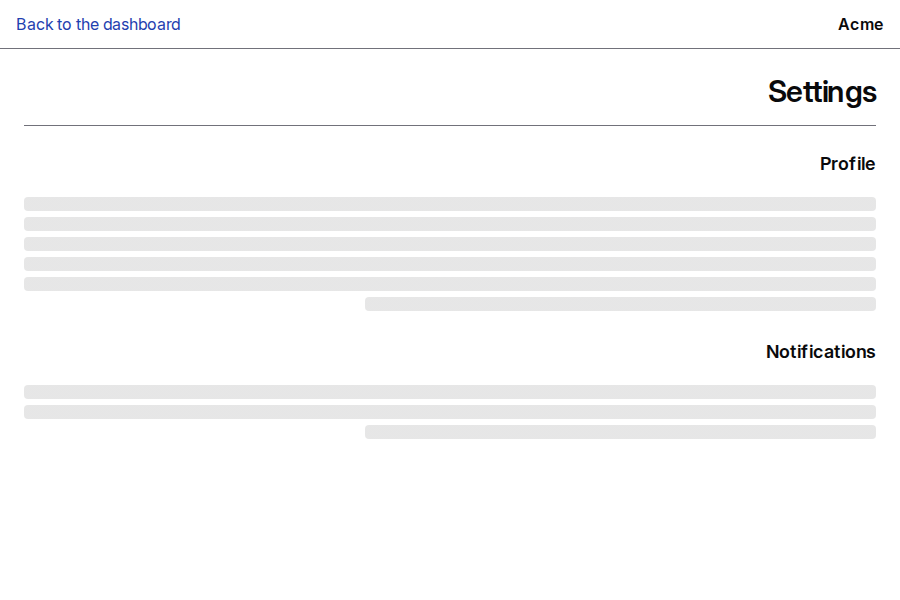 Back to the dashboard
Acme
Settings
Profile
Notifications